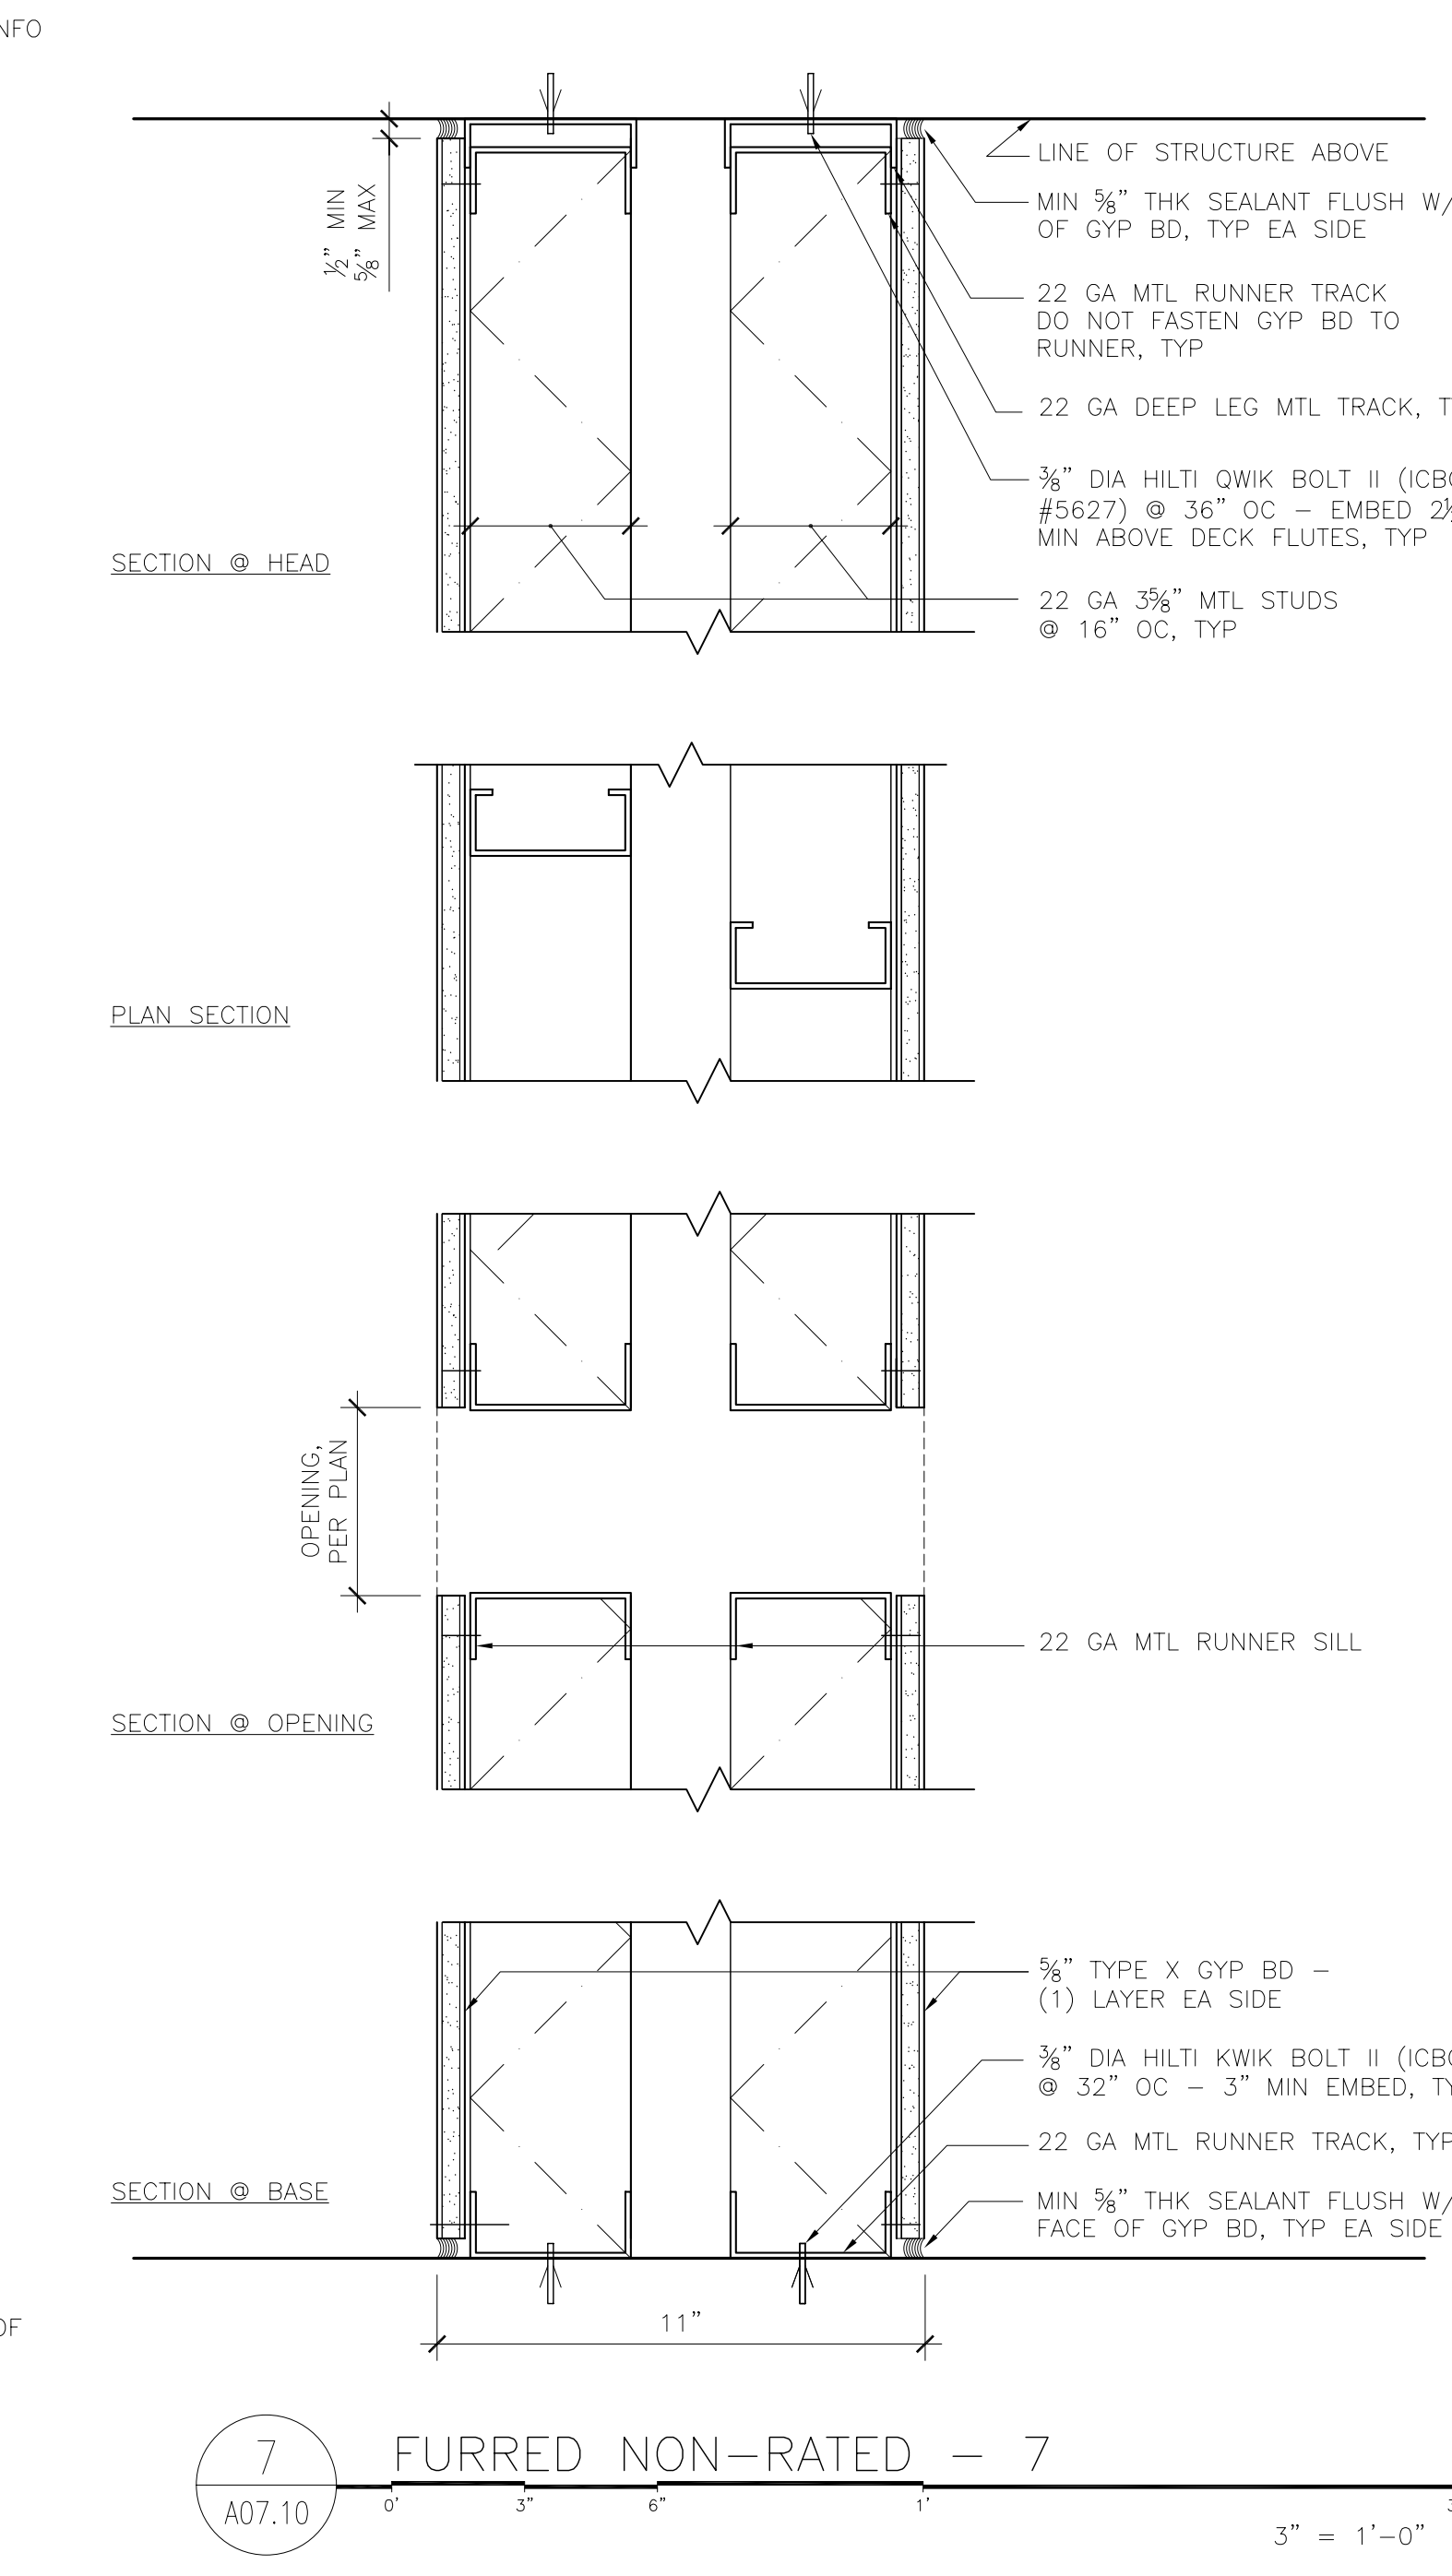 NFO
LINE OF STRUCTURE ABOVE
MIN ⅝” THK SEALANT FLUSH W/
OF GYP BD, TYP EA SIDE
½” MIN
⅝” MAX
22 GA MTL RUNNER TRACK
DO NOT FASTEN GYP BD TO
RUNNER, TYP
22 GA DEEP LEG MTL TRACK, T
⅜” DIA HILTI QWIK BOLT II (ICBO
#5627) @ 36” OC – EMBED 2½
MIN ABOVE DECK FLUTES, TYP
SECTION @ HEAD
22 GA 3⅝” MTL STUDS
@ 16” OC, TYP
PLAN SECTION
OPENING,
PER PLAN
22 GA MTL RUNNER SILL
SECTION @ OPENING
⅝” TYPE X GYP BD –
(1) LAYER EA SIDE
⅜” DIA HILTI KWIK BOLT II (ICBO
@ 32” OC – 3” MIN EMBED, TY
22 GA MTL RUNNER TRACK, TYP
SECTION @ BASE
MIN ⅝” THK SEALANT FLUSH W/
FACE OF GYP BD, TYP EA SIDE
11”
OF
7
A07.10
FURRED NON–RATED – 7
0' 3” 6” 1'
3” = 1'–0”